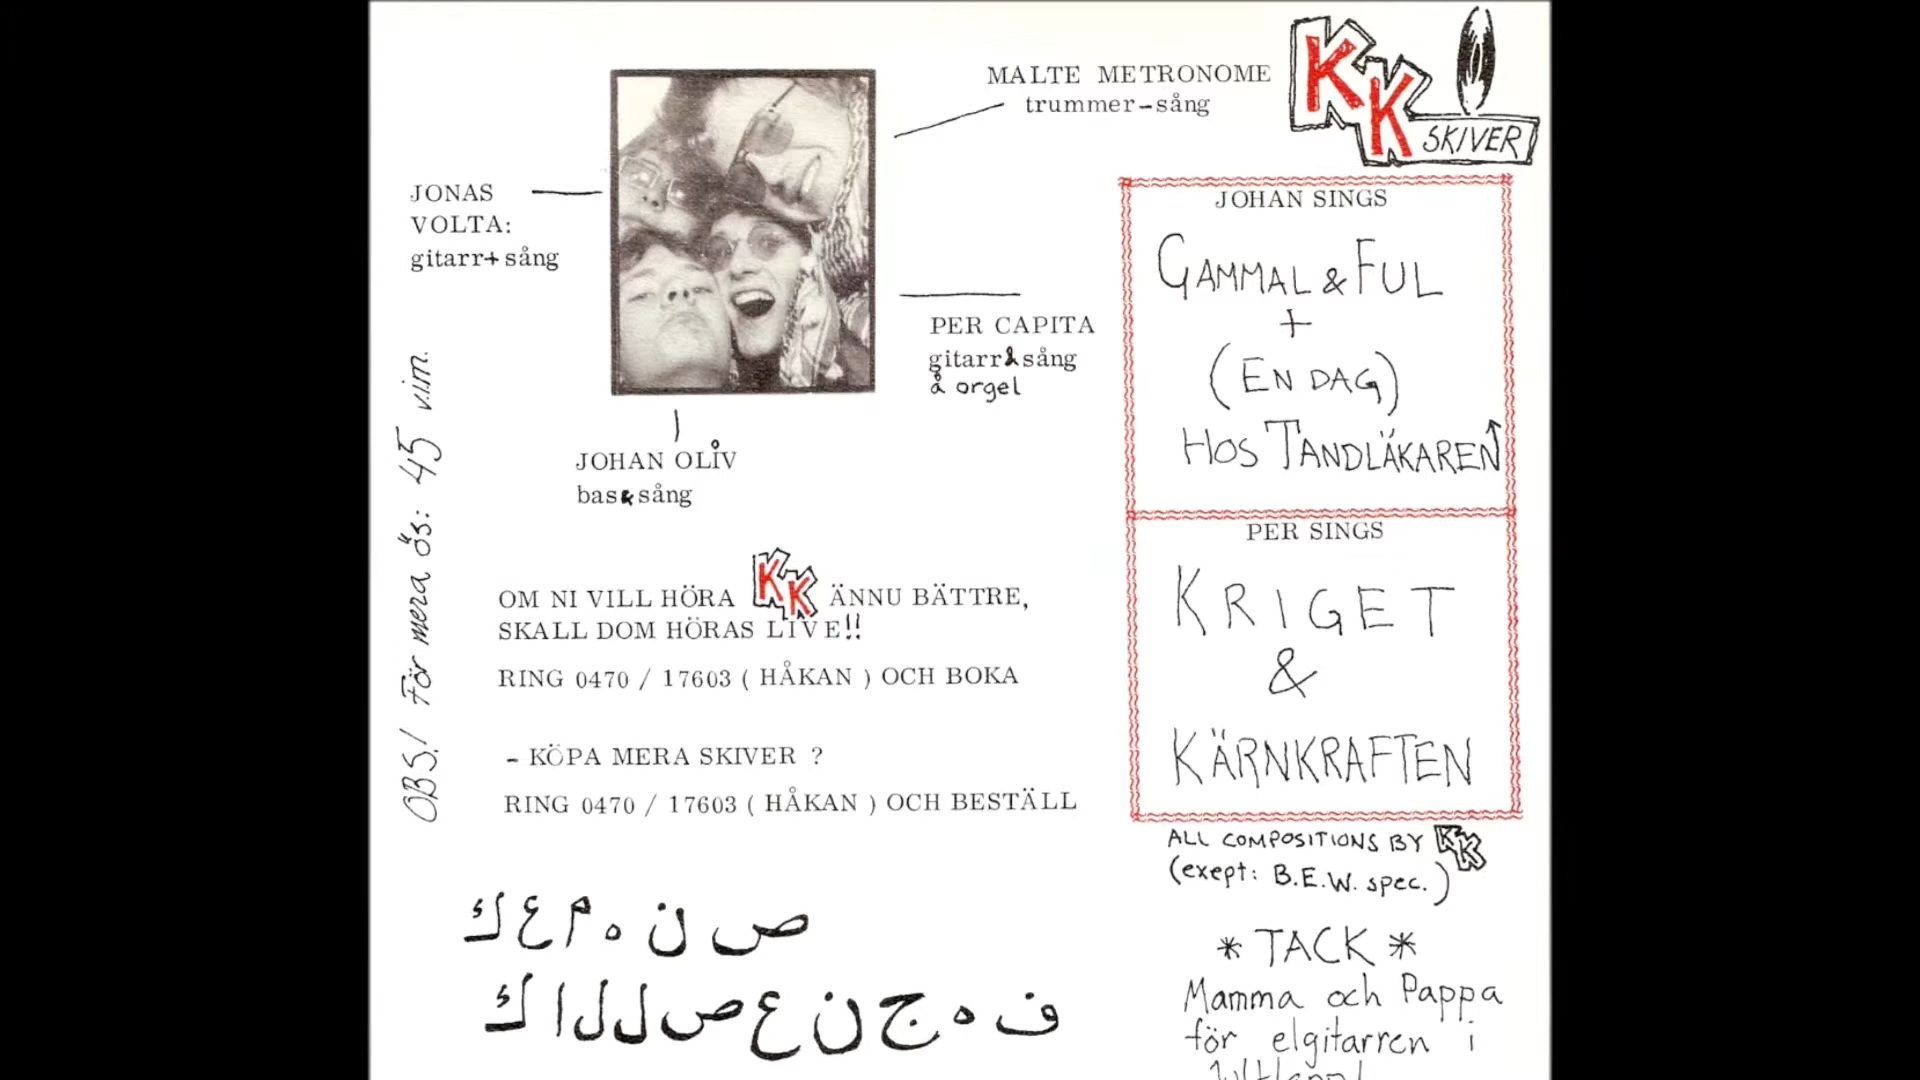 KK SKIVER
MALTE METRONOME
trummer-sång
JONAS
VOLTA:
gitarr+sång
PER CAPITA
gitarr&sång
å orgel
JOHAN OLIV
bas&sång
OBS! För mera ös: 45 v.i.m.
OM NI VILL HÖRA KK ÄNNU BÄTTRE,
SKALL DOM HÖRAS LIVE!!
RING 0470 / 17603 ( HÅKAN ) OCH BOKA
- KÖPA MERA SKIVER ?
RING 0470 / 17603 ( HÅKAN ) OCH BESTÄLL
ص ن ه م ع ك
ف ه ج ن ع ص ل ل ا ك
JOHAN SINGS
GAMMAL & FUL
+
(EN DAG)
HOS TANDLÄKAREN
PER SINGS
KRIGET
&
KÄRNKRAFTEN
ALL COMPOSITIONS BY KK
(exept: B.E.W. spec.)
* TACK *
Mamma och Pappa
för elgitarren i